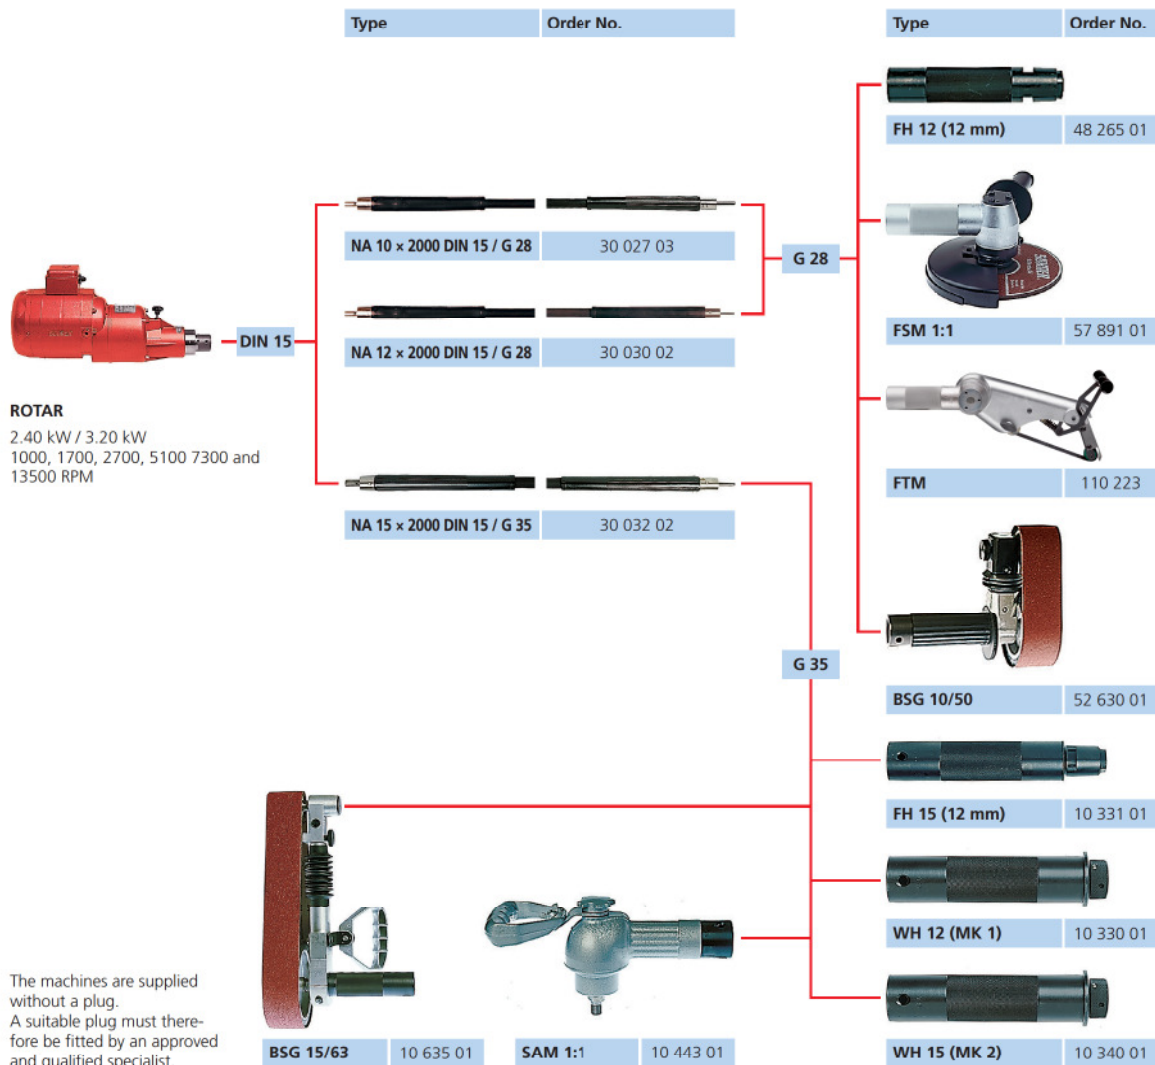 Type Order No.
Type Order No.
FH 12 (12 mm) 48 265 01
NA 10 × 2000 DIN 15 / G 28 30 027 03
G 28
FSM 1:1 57 891 01
DIN 15
NA 12 × 2000 DIN 15 / G 28 30 030 02
ROTAR
2.40 kW / 3.20 kW
1000, 1700, 2700, 5100 7300 and
13500 RPM
FTM 110 223
NA 15 × 2000 DIN 15 / G 35 30 032 02
G 35
BSG 10/50 52 630 01
FH 15 (12 mm) 10 331 01
WH 12 (MK 1) 10 330 01
The machines are supplied
without a plug.
A suitable plug must there-
fore be fitted by an approved
and qualified specialist
BSG 15/63 10 635 01
SAM 1:1 10 443 01
WH 15 (MK 2) 10 340 01